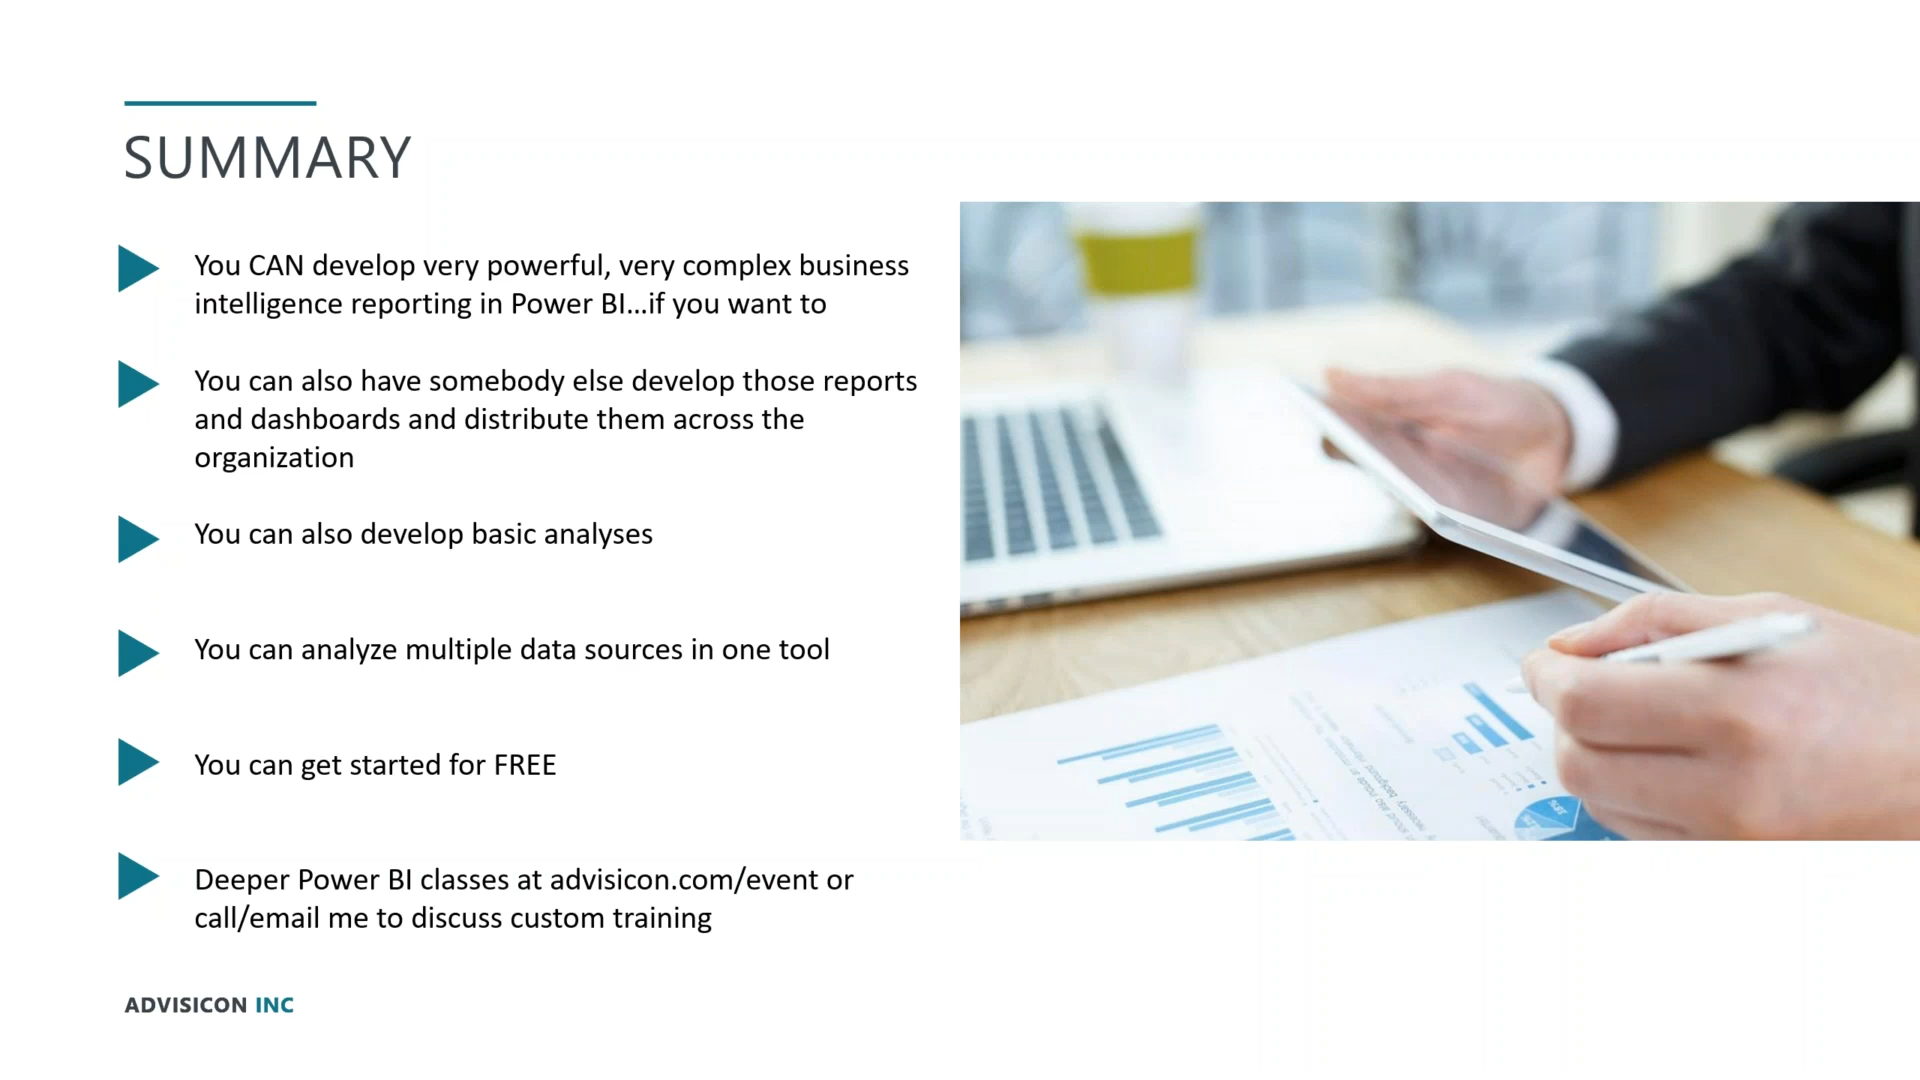 SUMMARY
You CAN develop very powerful, very complex business
intelligence reporting in Power BI...if you want to
You can also have somebody else develop those reports
and dashboards and distribute them across the
organization
You can also develop basic analyses
You can analyze multiple data sources in one tool
You can get started for FREE
Deeper Power BI classes at advisicon.com/event or
call/email me to discuss custom training
ADVISICON INC